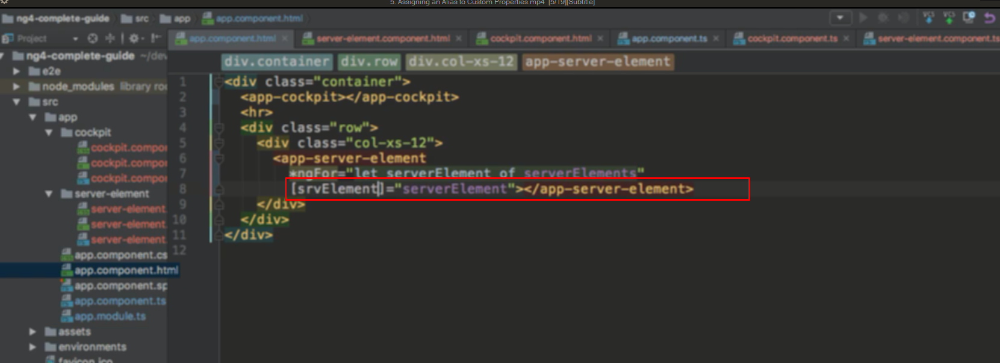 5. Assigning an Alias to Custom Properties.mp4 [5/19][Subtitle]
ng4-complete-guide src app app.component.html
Project
app.component.html server-element.component.html cockpit.component.html app.component.ts cockpit.component.ts server-element.component.ts
ng4-complete-guide ~/dev
div.container div.row div.col-xs-12 app-server-element
e2e
node_modules library roo
src
app
cockpit
cockpit.compon
cockpit.compon
cockpit.compon
server-element
server-element.
server-element.
server-element.
app.component.cs
app.component.html
app.component.sp
app.component.ts
app.module.ts
assets
environments
favicon.ico
1 <div class="container">
2 <app-cockpit></app-cockpit>
3 <hr>
4 <div class="row">
5 <div class="col-xs-12">
6 <app-server-element
7 *ngFor="let serverElement of serverElements"
8 [srvElement]="serverElement"></app-server-element>
9 </div>
10 </div>
11 </div>
12